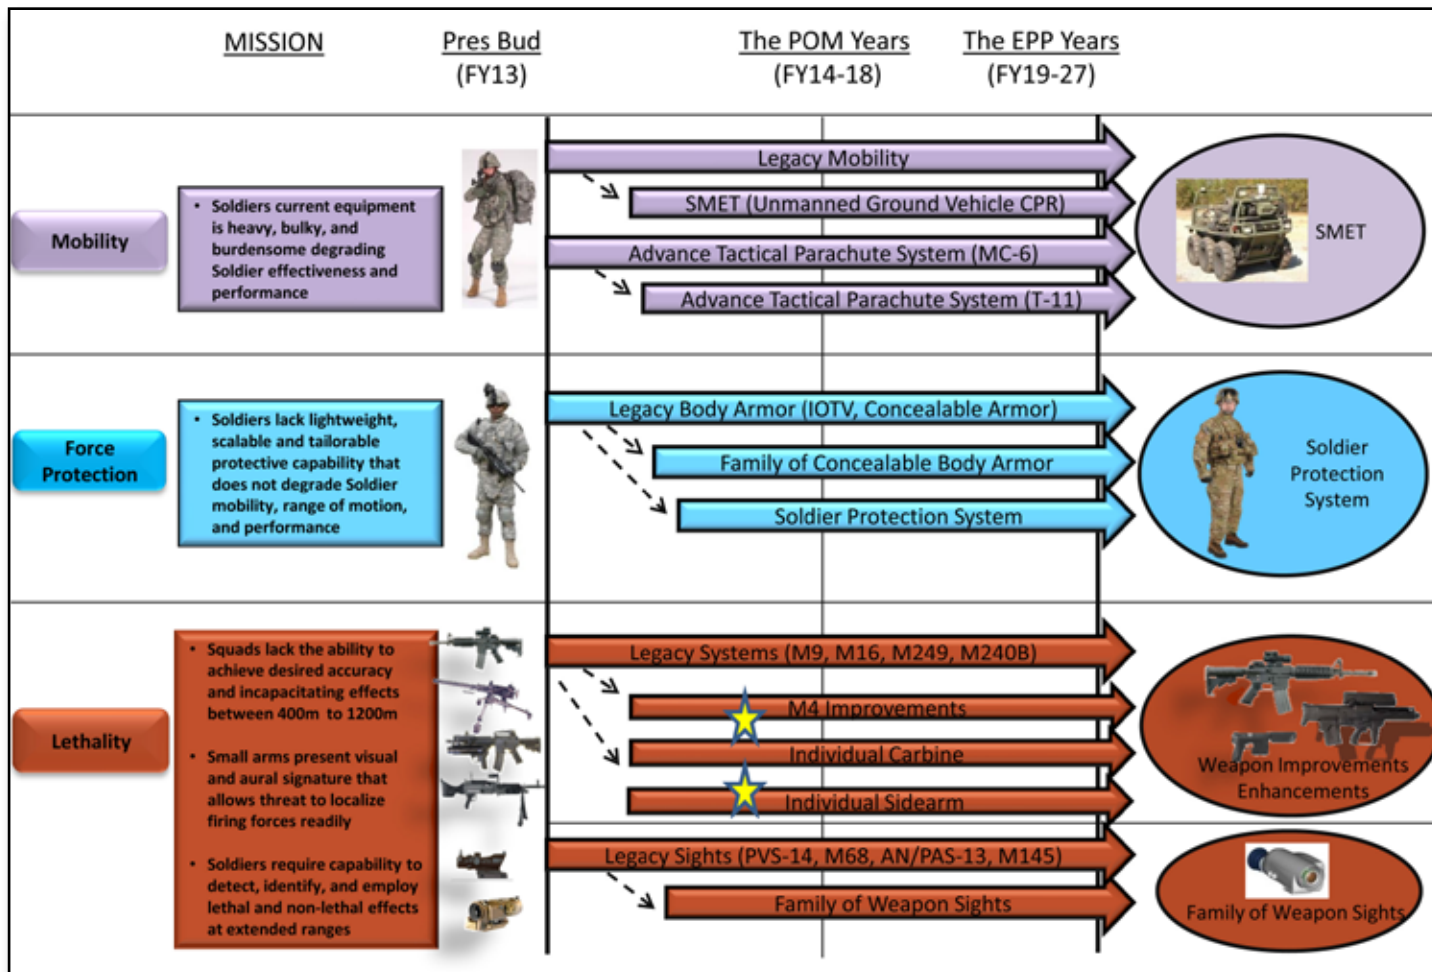 MISSION
Pres Bud
(FY13)
The POM Years
(FY14-18)
The EPP Years
(FY19-27)
Mobility
• Soldiers current equipment
is heavy, bulky, and
burdensome degrading
Soldier effectiveness and
performance
Legacy Mobility
SMET (Unmanned Ground Vehicle CPR)
Advance Tactical Parachute System (MC-6)
Advance Tactical Parachute System (T-11)
SMET
Force
Protection
• Soldiers lack lightweight,
scalable and tailorable
protective capability that
does not degrade Soldier
mobility, range of motion,
and performance
Legacy Body Armor (IOTV, Concealable Armor)
Family of Concealable Body Armor
Soldier Protection System
Soldier
Protection
System
Lethality
• Squads lack the ability to
achieve desired accuracy
and incapacitating effects
between 400m to 1200m
• Small arms present visual
and aural signature that
allows threat to localize
firing forces readily
• Soldiers require capability to
detect, identify, and employ
lethal and non-lethal effects
at extended ranges
Legacy Systems (M9, M16, M249, M240B)
M4 Improvements
Individual Carbine
Individual Sidearm
Legacy Sights (PVS-14, M68, AN/PAS-13, M145)
Family of Weapon Sights
Weapon Improvements
Enhancements
Family of Weapon Sights